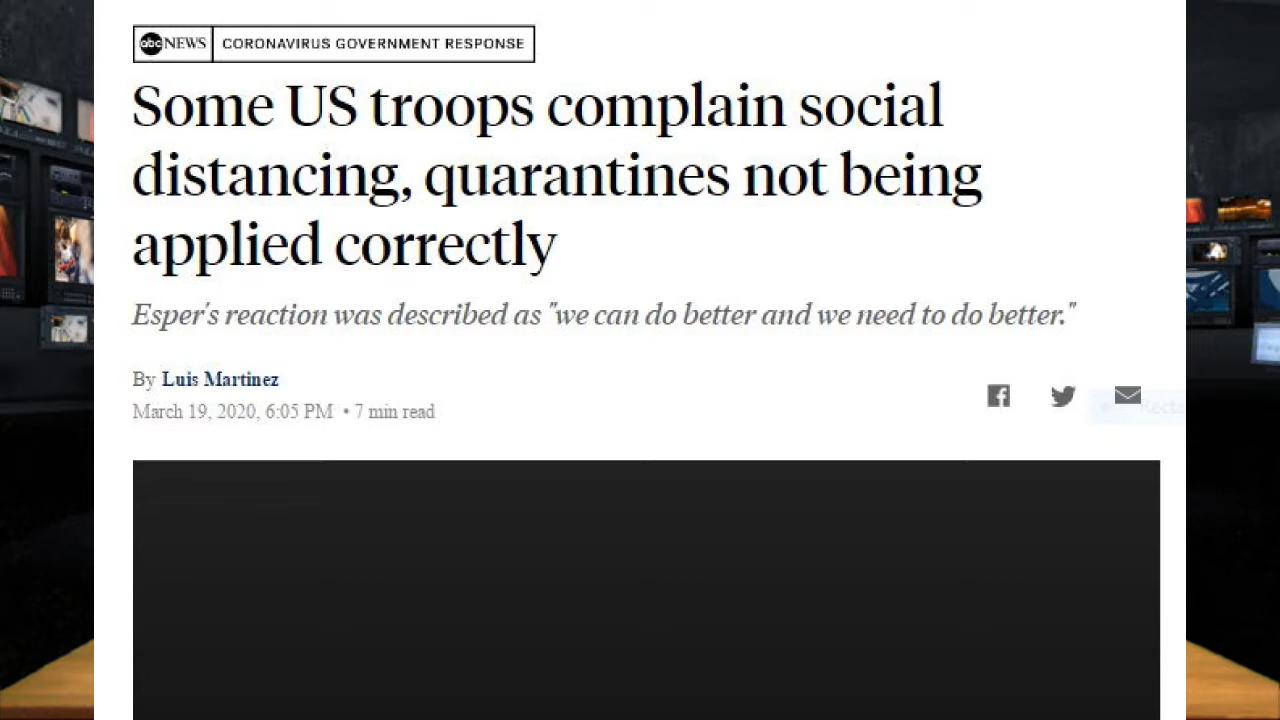 abc NEWS CORONAVIRUS GOVERNMENT RESPONSE
Some US troops complain social
distancing, quarantines not being
applied correctly
Esper's reaction was described as "we can do better and we need to do better."
By Luis Martinez
March 19, 2020, 6:05 PM • 7 min read